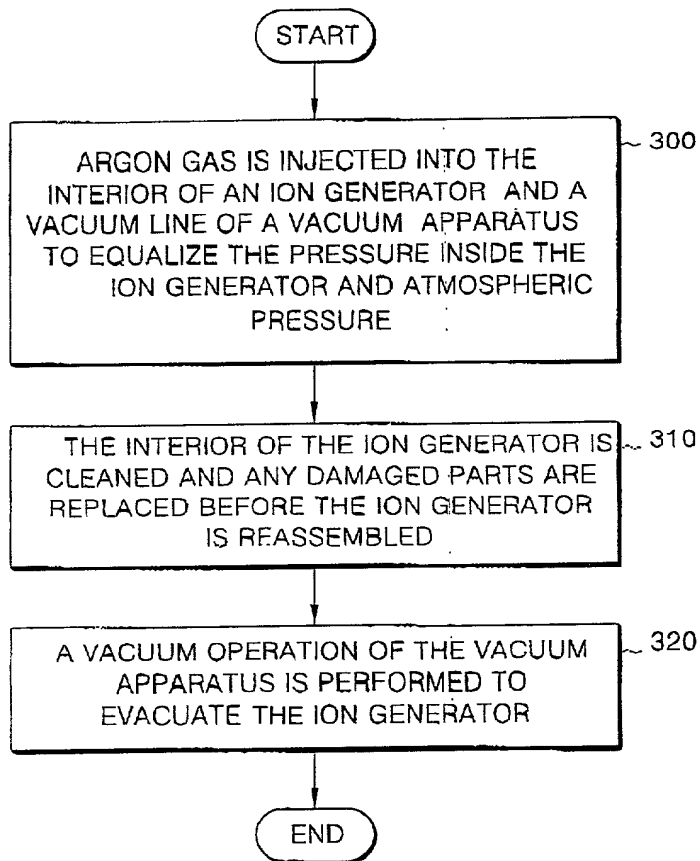 START
300
ARGON GAS IS INJECTED INTO THE
INTERIOR OF AN ION GENERATOR AND A
VACUUM LINE OF A VACUUM APPARATUS
TO EQUALIZE THE PRESSURE INSIDE THE
ION GENERATOR AND ATMOSPHERIC
PRESSURE
310
THE INTERIOR OF THE ION GENERATOR IS
CLEANED AND ANY DAMAGED PARTS ARE
REPLACED BEFORE THE ION GENERATOR
IS REASSEMBLED
320
A VACUUM OPERATION OF THE VACUUM
APPARATUS IS PERFORMED TO
EVACUATE THE ION GENERATOR
END